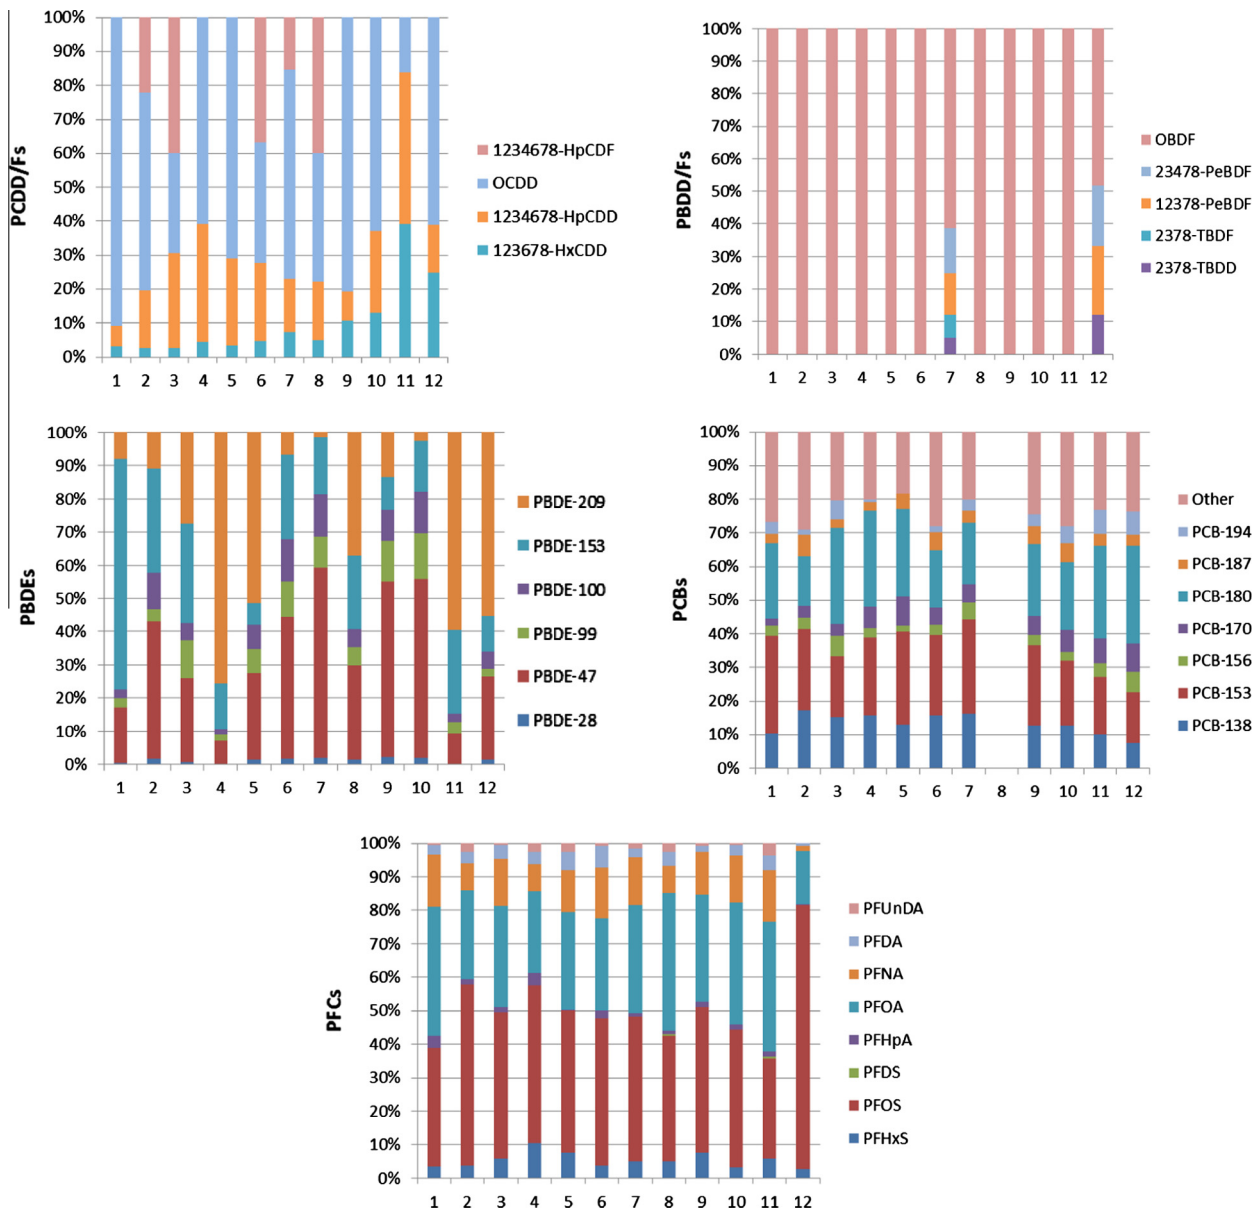 100%
90%
80%
70%
60%
50%
40%
30%
20%
10%
0%
PCDD/Fs
1 2 3 4 5 6 7 8 9 10 11 12
1234678-HpCDF
OCDD
1234678-HpCDD
123678-HxCDD
100%
90%
80%
70%
60%
50%
40%
30%
20%
10%
0%
PBDD/Fs
1 2 3 4 5 6 7 8 9 10 11 12
OBDF
23478-PeBDF
12378-PeBDF
2378-TBDF
2378-TBDD
100%
90%
80%
70%
60%
50%
40%
30%
20%
10%
0%
PBDEs
1 2 3 4 5 6 7 8 9 10 11 12
PBDE-209
PBDE-153
PBDE-100
PBDE-99
PBDE-47
PBDE-28
100%
90%
80%
70%
60%
50%
40%
30%
20%
10%
0%
PCBs
1 2 3 4 5 6 7 8 9 10 11 12
Other
PCB-194
PCB-187
PCB-180
PCB-170
PCB-156
PCB-153
PCB-138
100%
90%
80%
70%
60%
50%
40%
30%
20%
10%
0%
PFCs
1 2 3 4 5 6 7 8 9 10 11 12
PFUnDA
PFDA
PFNA
PFOA
PFHpA
PFDS
PFOS
PFHxS